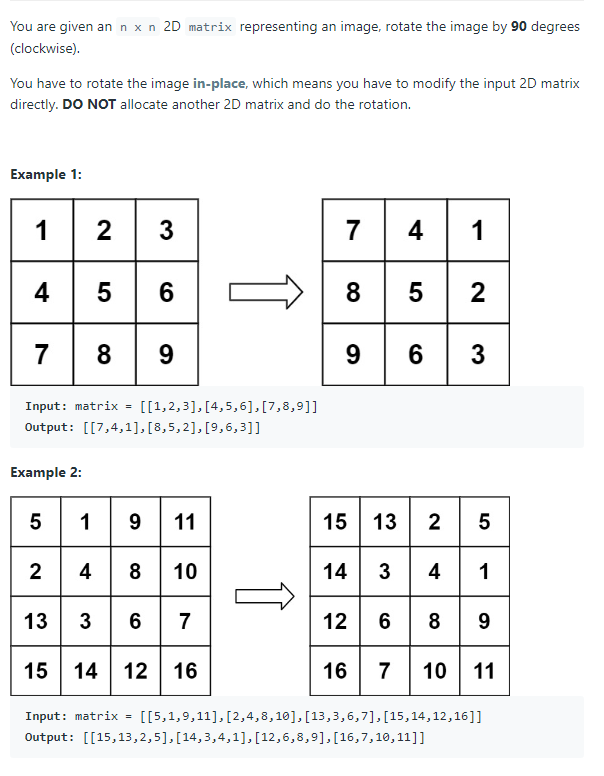 You are given an n x n 2D matrix representing an image, rotate the image by 90 degrees
(clockwise).
You have to rotate the image in-place, which means you have to modify the input 2D matrix
directly. DO NOT allocate another 2D matrix and do the rotation.
Example 1:
1 2 3 7 4 1
4 5 6 8 5 2
7 8 9 9 6 3
Input: matrix = [[1,2,3],[4,5,6],[7,8,9]]
Output: [[7,4,1],[8,5,2],[9,6,3]]
Example 2:
5 1 9 11 15 13 2 5
2 4 8 10 14 3 4 1
13 3 6 7 12 6 8 9
15 14 12 16 16 7 10 11
Input: matrix = [[5,1,9,11],[2,4,8,10],[13,3,6,7],[15,14,12,16]]
Output: [[15,13,2,5],[14,3,4,1],[12,6,8,9],[16,7,10,11]]